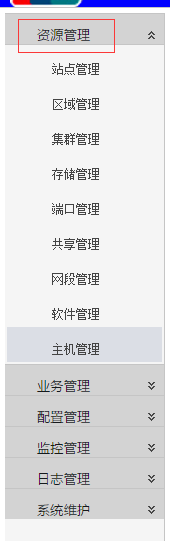 资源管理
站点管理
区域管理
集群管理
存储管理
端口管理
共享管理
网段管理
软件管理
主机管理
业务管理
配置管理
监控管理
日志管理
系统维护